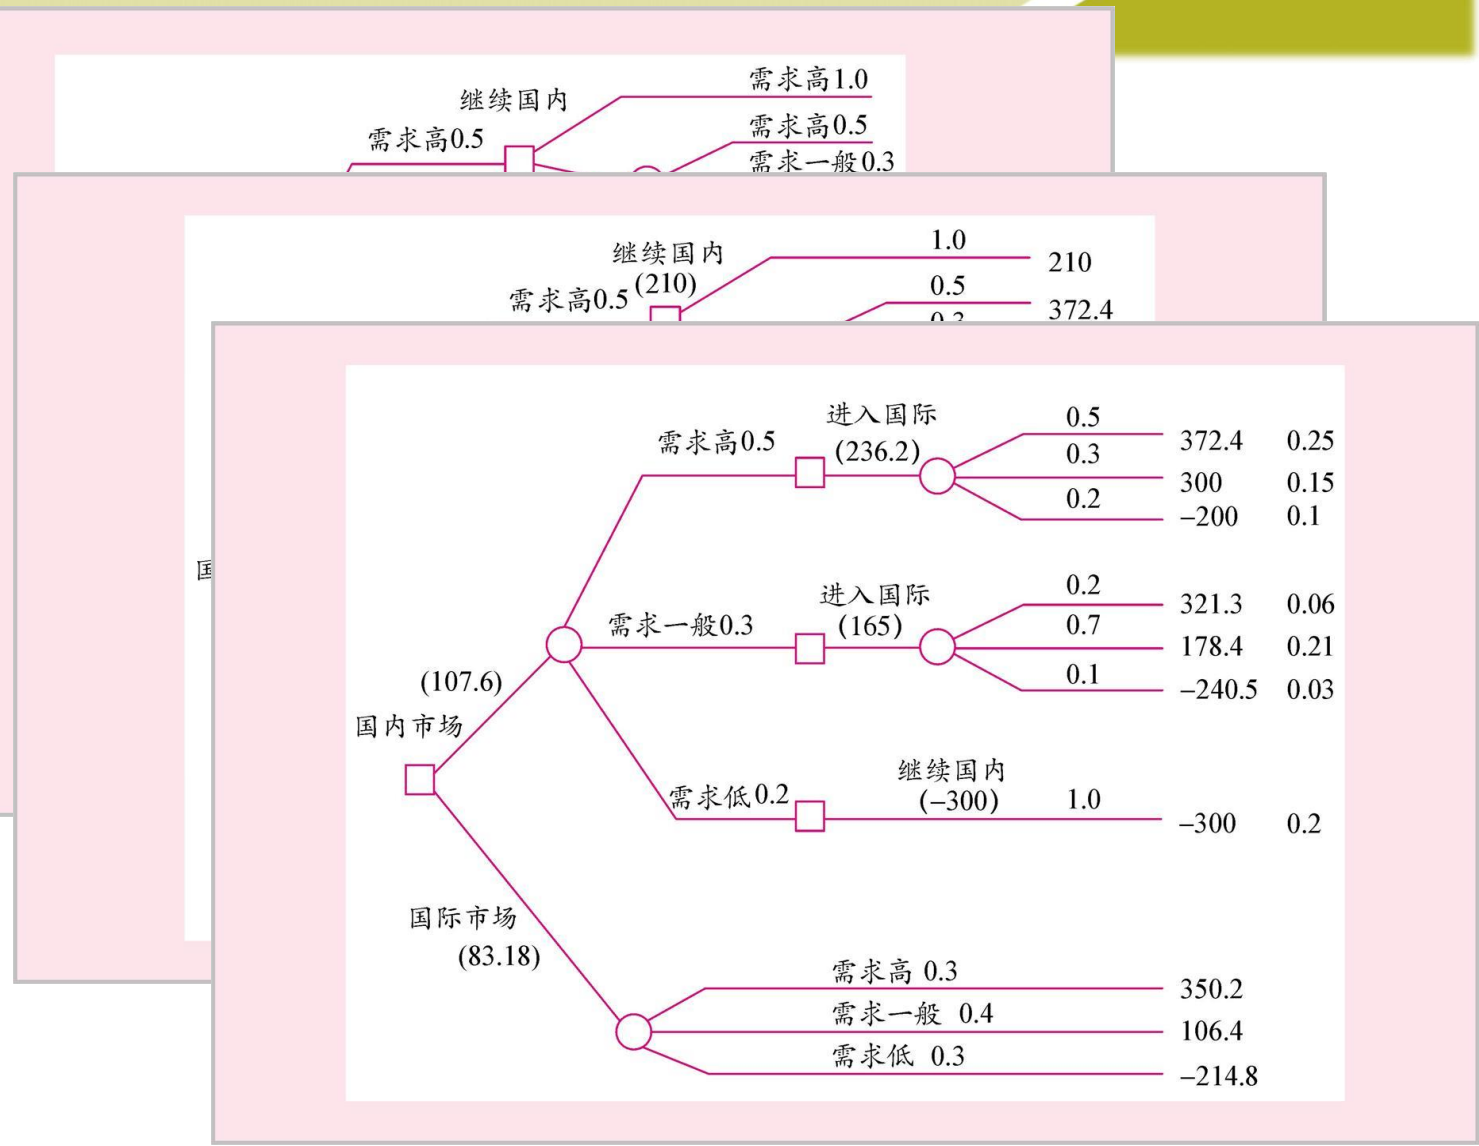 需求高1.0
继续国内
需求高0.5
需求高0.5
需求一般0.3
1.0
继续国内
210
(210)
0.5
需求高0.5
372.4
0.3
国
0.5
进入国际
需求高0.5
372.4 0.25
(236.2)
0.3
300 0.15
0.2
-200 0.1
0.2
进入国际
321.3 0.06
需求一般0.3
(165)
0.7
178.4 0.21
0.1
(107.6)
-240.5 0.03
国内市场
继续国内
需求低0.2
(-300)
1.0
-300 0.2
国际市场
(83.18)
需求高 0.3
350.2
需求一般 0.4
106.4
需求低 0.3
-214.8